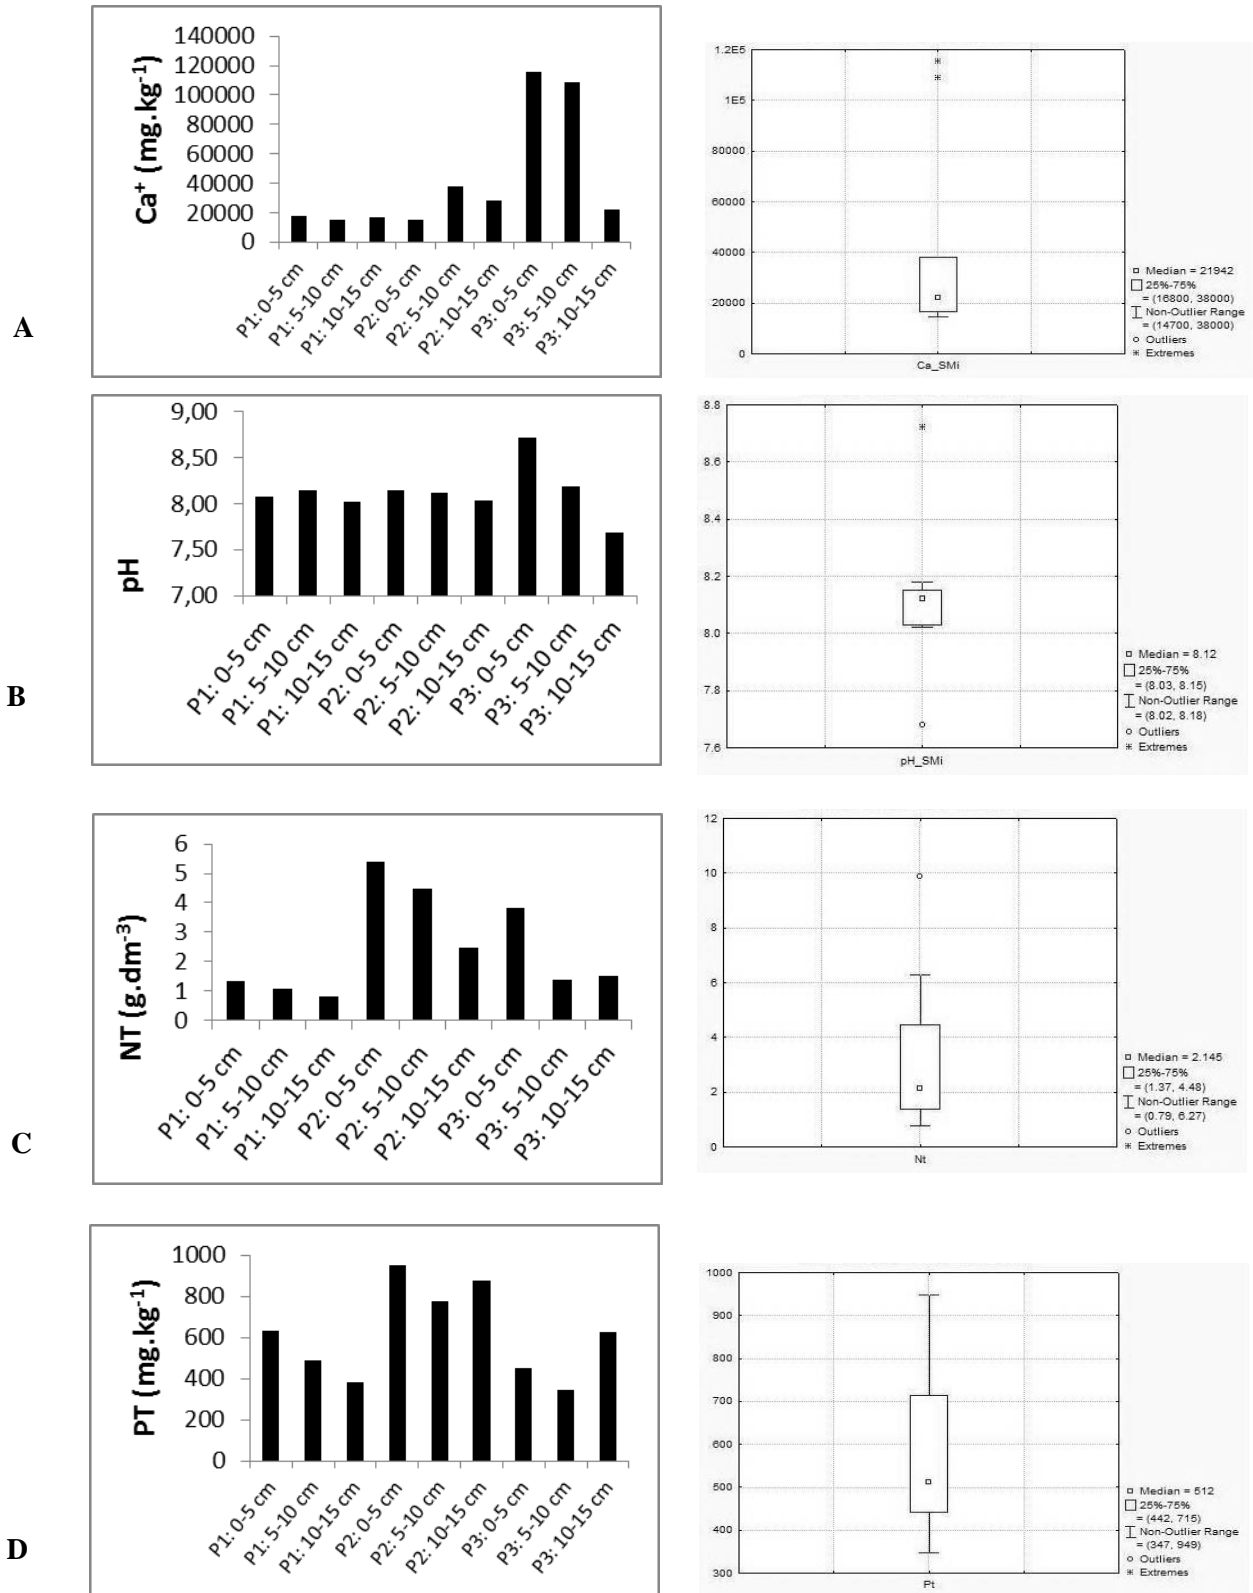 A
Ca⁺ (mg.kg⁻¹)
140000
120000
100000
80000
60000
40000
20000
0
P1: 0-5 cm
P1: 5-10 cm
P1: 10-15 cm
P2: 0-5 cm
P2: 5-10 cm
P2: 10-15 cm
P3: 0-5 cm
P3: 5-10 cm
P3: 10-15 cm
1.2E5
1E5
80000
60000
40000
20000
0
Ca_SMi
Median = 21942
25%-75%
= (16800, 38000)
Non-Outlier Range
= (14700, 38000)
Outliers
Extremes
B
pH
9,00
8,50
8,00
7,50
7,00
P1: 0-5 cm
P1: 5-10 cm
P1: 10-15 cm
P2: 0-5 cm
P2: 5-10 cm
P2: 10-15 cm
P3: 0-5 cm
P3: 5-10 cm
P3: 10-15 cm
8.8
8.6
8.4
8.2
8.0
7.8
7.6
pH_SMi
Median = 8.12
25%-75%
= (8.03, 8.15)
Non-Outlier Range
= (8.02, 8.18)
Outliers
Extremes
C
NT (g.dm⁻³)
6
5
4
3
2
1
0
P1: 0-5 cm
P1: 5-10 cm
P1: 10-15 cm
P2: 0-5 cm
P2: 5-10 cm
P2: 10-15 cm
P3: 0-5 cm
P3: 5-10 cm
P3: 10-15 cm
12
10
8
6
4
2
0
Nt
Median = 2.145
25%-75%
= (1.37, 4.48)
Non-Outlier Range
= (0.79, 6.27)
Outliers
Extremes
D
PT (mg.kg⁻¹)
1000
800
600
400
200
0
P1: 0-5 cm
P1: 5-10 cm
P1: 10-15 cm
P2: 0-5 cm
P2: 5-10 cm
P2: 10-15 cm
P3: 0-5 cm
P3: 5-10 cm
P3: 10-15 cm
1000
900
800
700
600
500
400
300
Pt
Median = 512
25%-75%
= (442, 715)
Non-Outlier Range
= (347, 949)
Outliers
Extremes